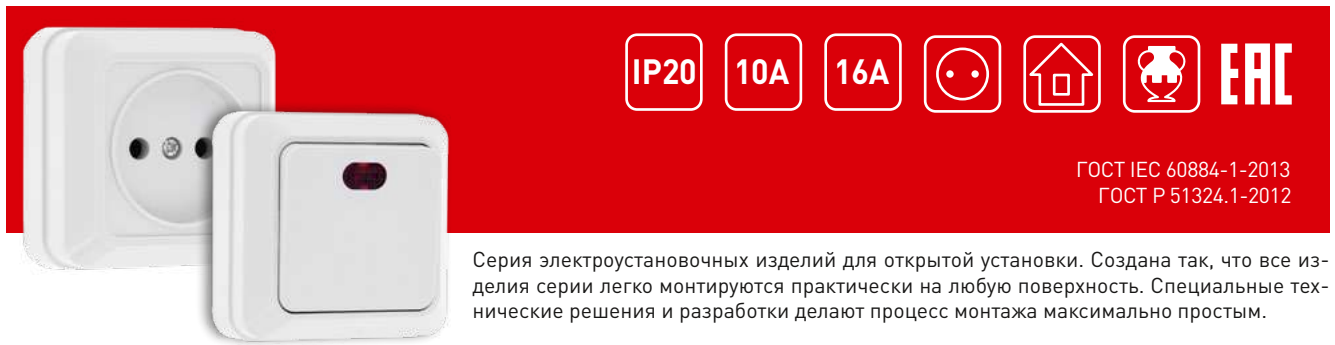 IP20 10А 16А EAC
ГОСТ IEC 60884-1-2013
ГОСТ Р 51324.1-2012
Серия электроустановочных изделий для открытой установки. Создана так, что все из-
делия серии легко монтируются практически на любую поверхность. Специальные тех-
нические решения и разработки делают процесс монтажа максимально простым.